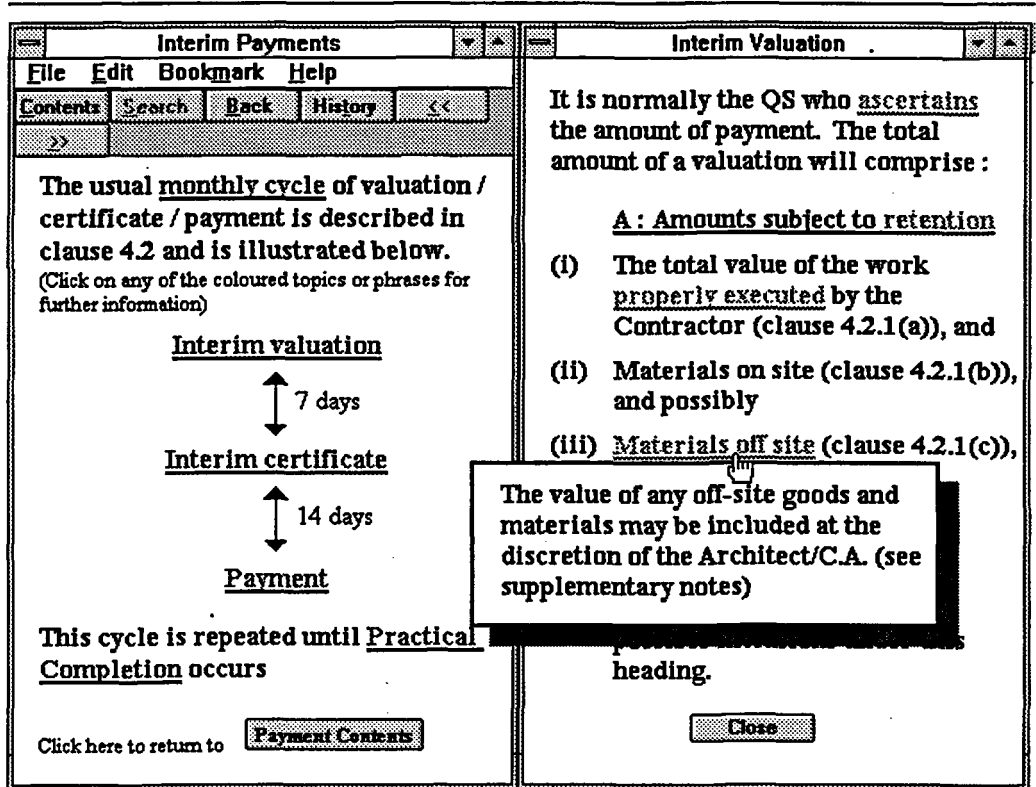 Interim Payments
File Edit Bookmark Help
Contents Search Back History <<
>>
The usual monthly cycle of valuation /
certificate / payment is described in
clause 4.2 and is illustrated below.
(Click on any of the coloured topics or phrases for
further information)
Interim valuation
7 days
Interim certificate
14 days
Payment
This cycle is repeated until Practical
Completion occurs
Click here to return to Payment Contents
Interim Valuation
It is normally the QS who ascertains
the amount of payment. The total
amount of a valuation will comprise :
A : Amounts subject to retention
(i) The total value of the work
properly executed by the
Contractor (clause 4.2.1(a)), and
(ii) Materials on site (clause 4.2.1(b)),
and possibly
(iii) Materials off site (clause 4.2.1(c)),
The value of any off-site goods and
materials may be included at the
discretion of the Architect/C.A. (see
supplementary notes)
heading.
Close